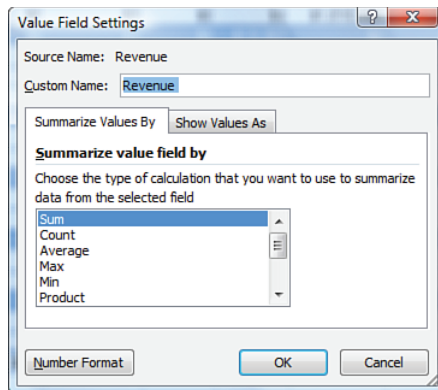 Value Field Settings
Source Name: Revenue
Custom Name: Revenue
Summarize Values By Show Values As
Summarize value field by
Choose the type of calculation that you want to use to summarize
data from the selected field
Sum
Count
Average
Max
Min
Product
Number Format OK Cancel